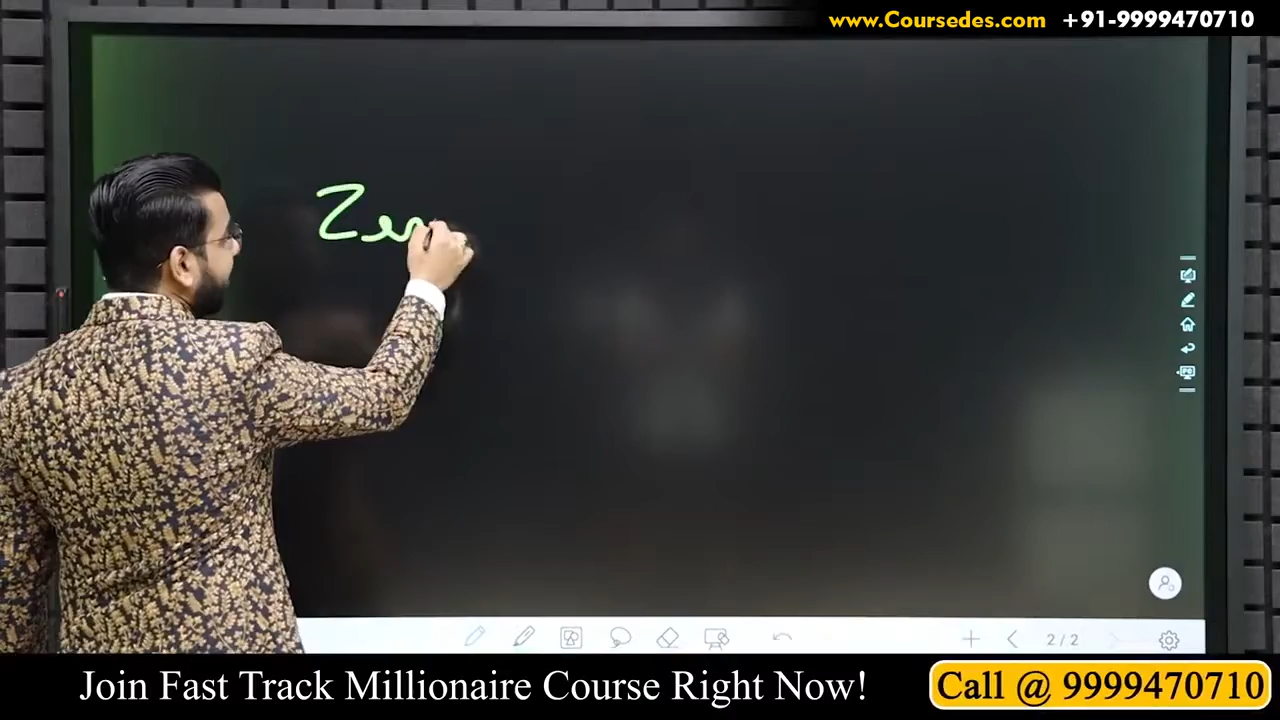 www.Coursedes.com +91-9999470710
Zer
2/2
Join Fast Track Millionaire Course Right Now!
Call @ 9999470710